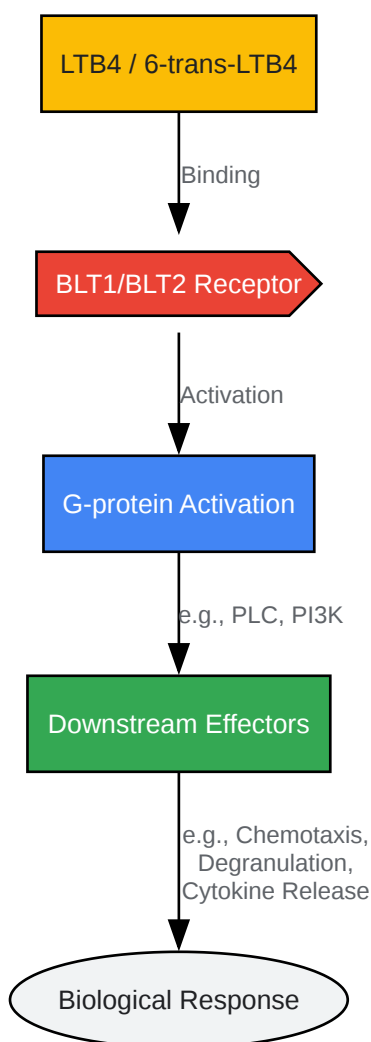 LTB4 / 6-trans-LTB4
Binding
BLT1/BLT2 Receptor
Activation
G-protein Activation
e.g., PLC, PI3K
Downstream Effectors
e.g., Chemotaxis,
Degranulation,
Cytokine Release
Biological Response